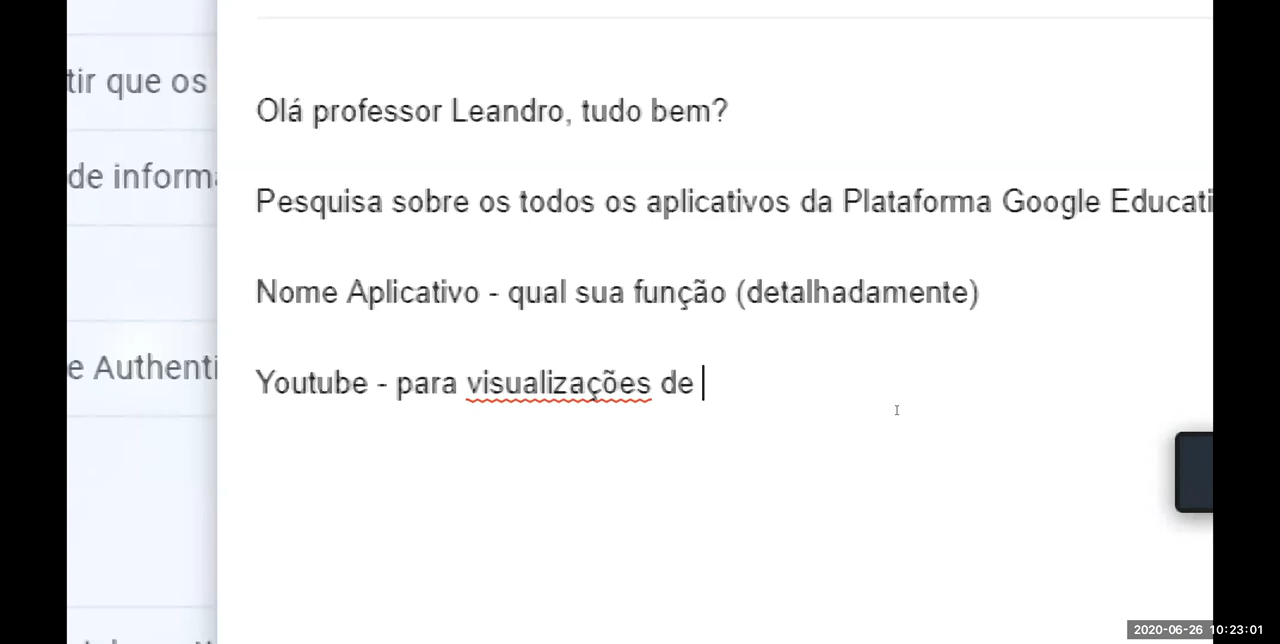 tir que os
de inform
e Authenti
Olá professor Leandro, tudo bem?
Pesquisa sobre os todos os aplicativos da Plataforma Google Educati
Nome Aplicativo - qual sua função (detalhadamente)
Youtube - para visualizações de
2020-06-26 10:23:01